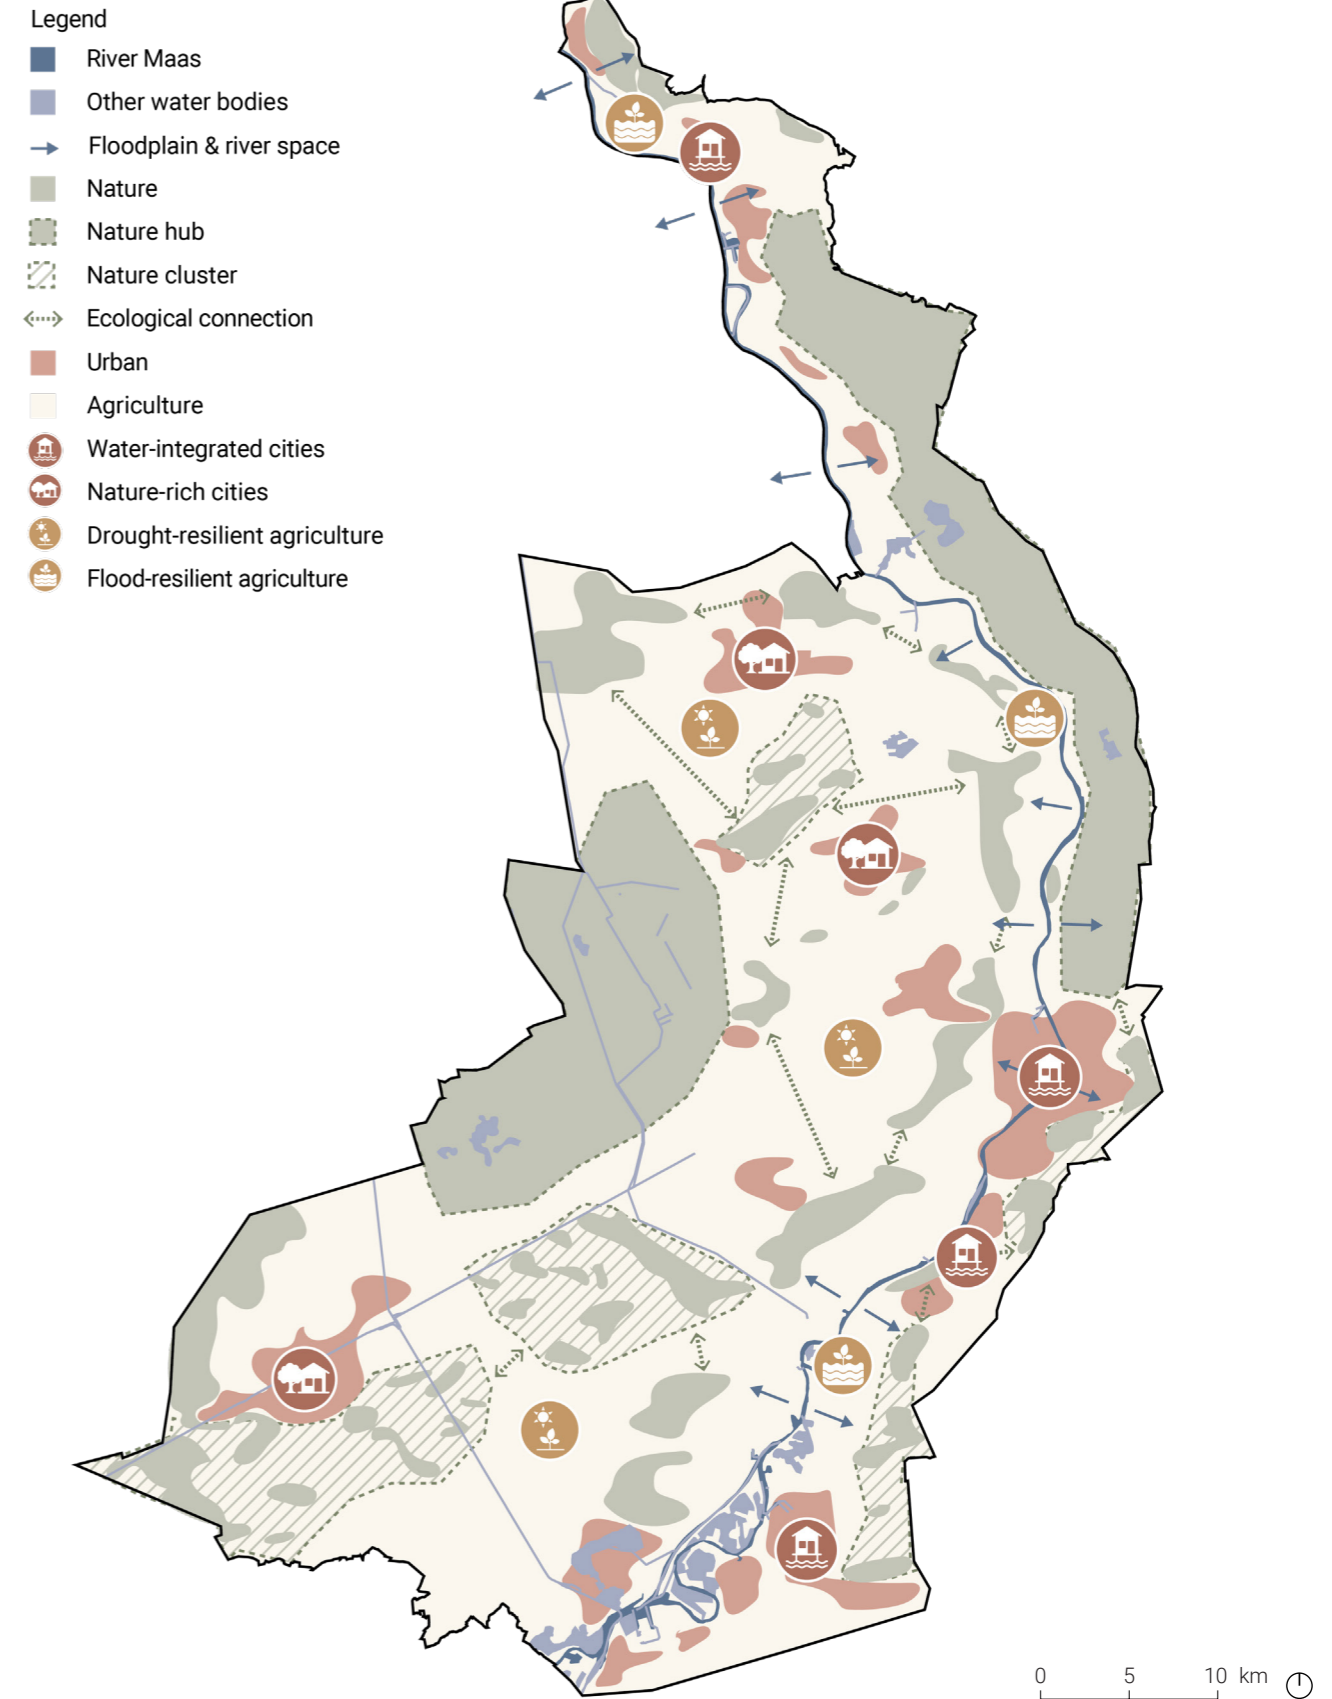 Legend
River Maas
Other water bodies
Floodplain & river space
Nature
Nature hub
Nature cluster
Ecological connection
Urban
Agriculture
Water-integrated cities
Nature-rich cities
Drought-resilient agriculture
Flood-resilient agriculture
0 5 10 km